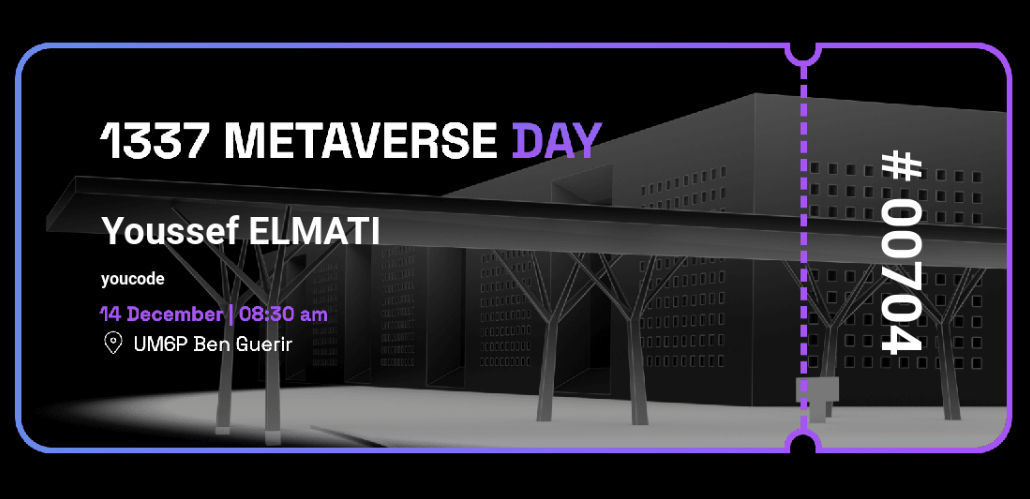 1337 METAVERSE DAY
Youssef ELMATI
youcode
14 December | 08:30 am
UM6P Ben Guerir
# 00704